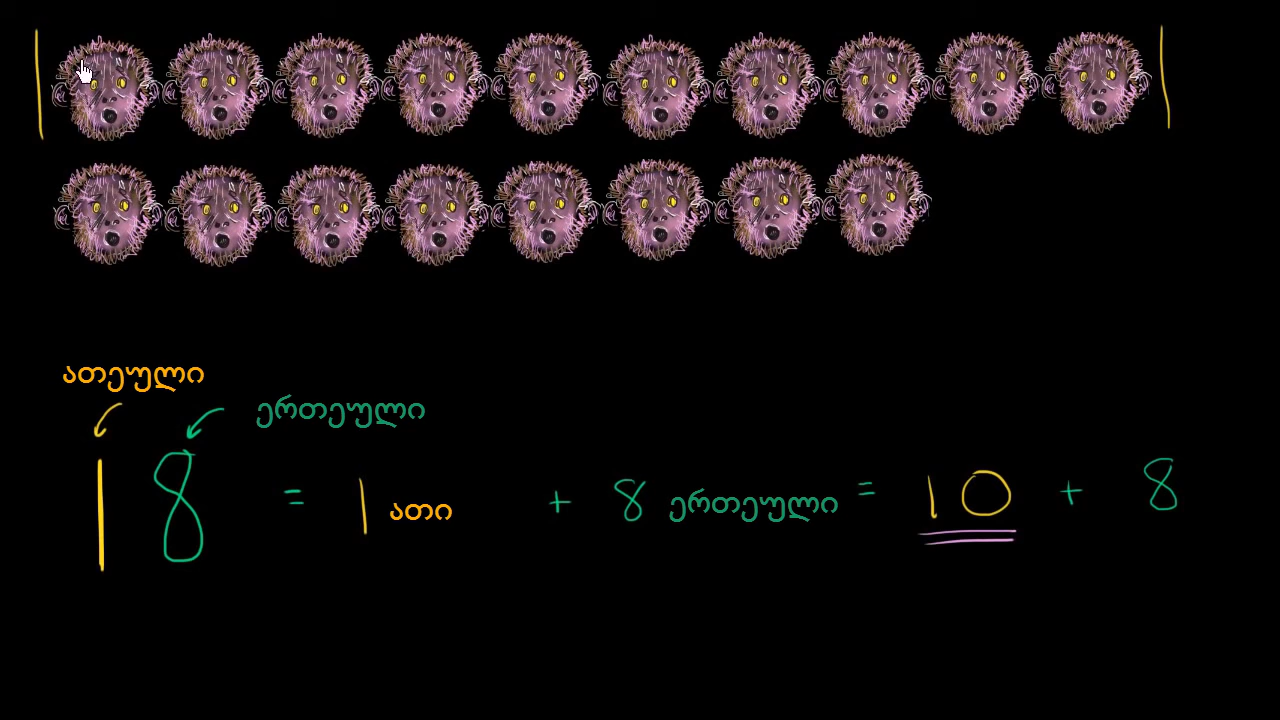 ათეული
ერთეული
18 = 1 ათი + 8 ერთეული = 10 + 8